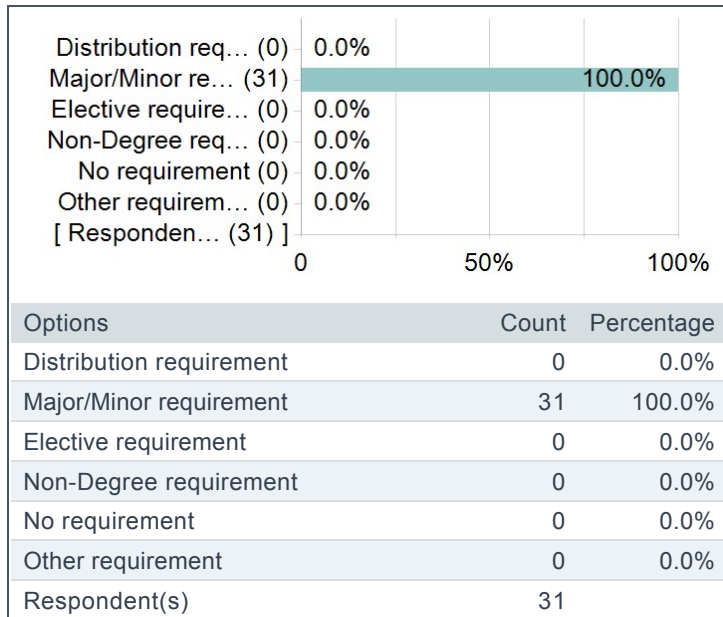 Distribution req… (0) 0.0%
Major/Minor re… (31) 100.0%
Elective require… (0) 0.0%
Non-Degree req… (0) 0.0%
No requirement (0) 0.0%
Other requirem… (0) 0.0%
[ Responden… (31) ]
0 50% 100%
Options Count Percentage
Distribution requirement 0 0.0%
Major/Minor requirement 31 100.0%
Elective requirement 0 0.0%
Non-Degree requirement 0 0.0%
No requirement 0 0.0%
Other requirement 0 0.0%
Respondent(s) 31